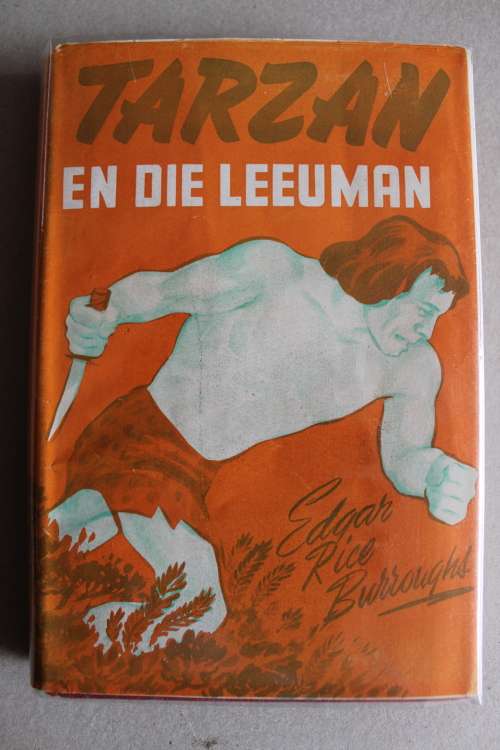 TARZAN
EN DIE LEEUMAN
Edgar
Rice
Burroughs